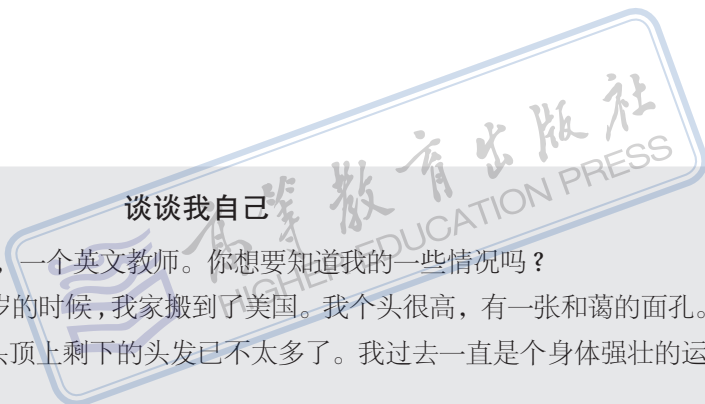 高等教育出版社
HIGHER EDUCATION PRESS
谈谈我自己
，一个英文教师。你想要知道我的一些情况吗？
岁的时候，我家搬到了美国。我个头很高，有一张和蔼的面孔。
头顶上剩下的头发已不太多了。我过去一直是个身体强壮的运